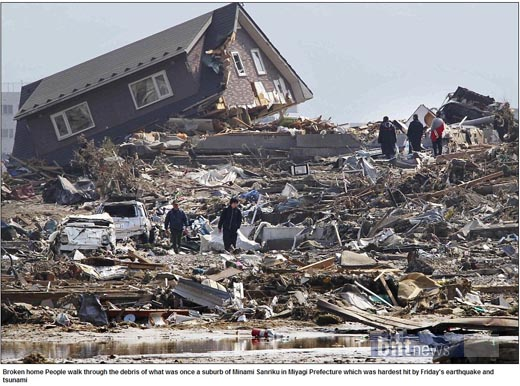 bttnews
Broken home People walk through the debris of what was once a suburb of Minami Sanriku in Miyagi Prefecture which was hardest hit by Friday's earthquake and
tsunami